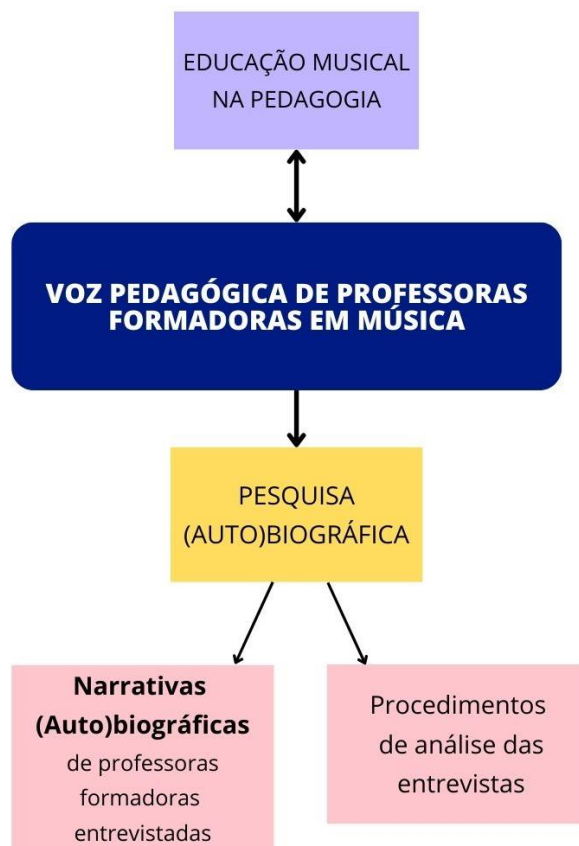 EDUCAÇÃO MUSICAL
NA PEDAGOGIA
VOZ PEDAGÓGICA DE PROFESSORAS
FORMADORAS EM MÚSICA
PESQUISA
(AUTO)BIOGRÁFICA
Narrativas
(Auto)biográficas
de professoras
formadoras
entrevistadas
Procedimentos
de análise das
entrevistas